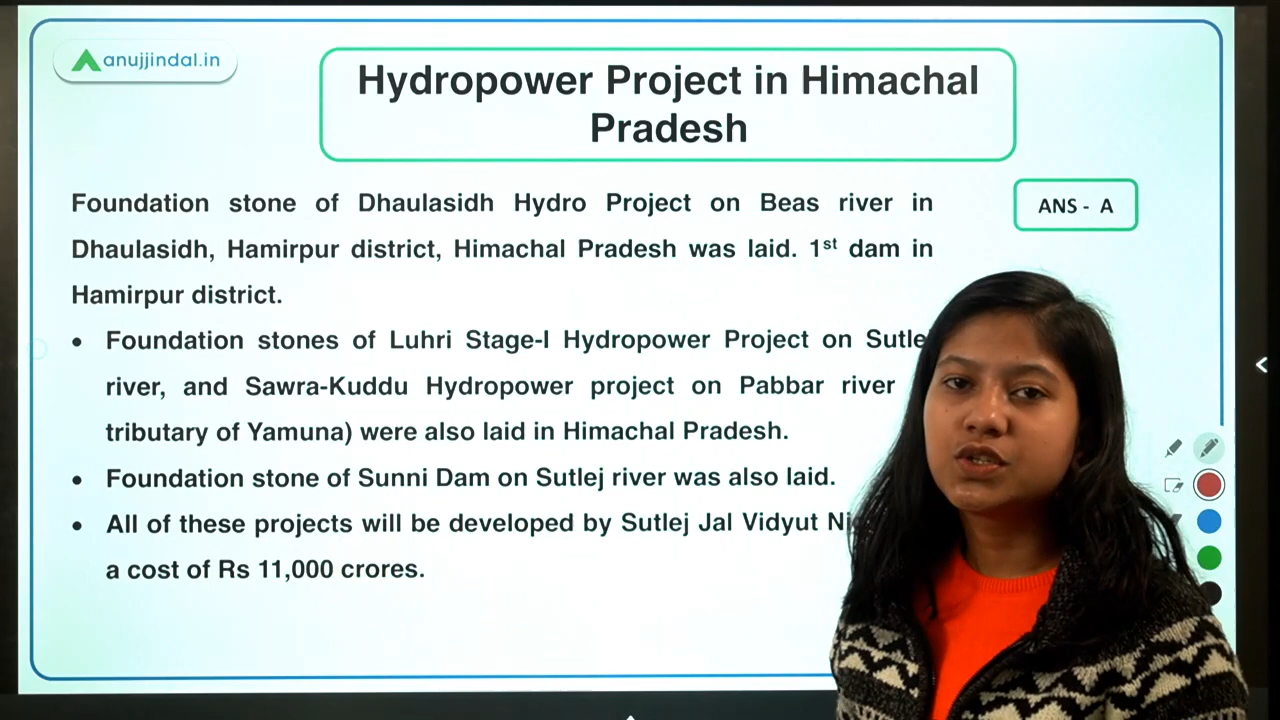 anujjindal.in
Hydropower Project in Himachal
Pradesh
Foundation stone of Dhaulasidh Hydro Project on Beas river in
Dhaulasidh, Hamirpur district, Himachal Pradesh was laid. 1st dam in
Hamirpur district.
ANS - A
• Foundation stones of Luhri Stage-I Hydropower Project on
river, and Sawra-Kuddu Hydropower project on Pabbar river
tributary of Yamuna) were also laid in Himachal Pradesh.
• Foundation stone of Sunni Dam on Sutlej river was also laid.
• All of these projects will be developed by Sutlej Jal Vidyut
a cost of Rs 11,000 crores.